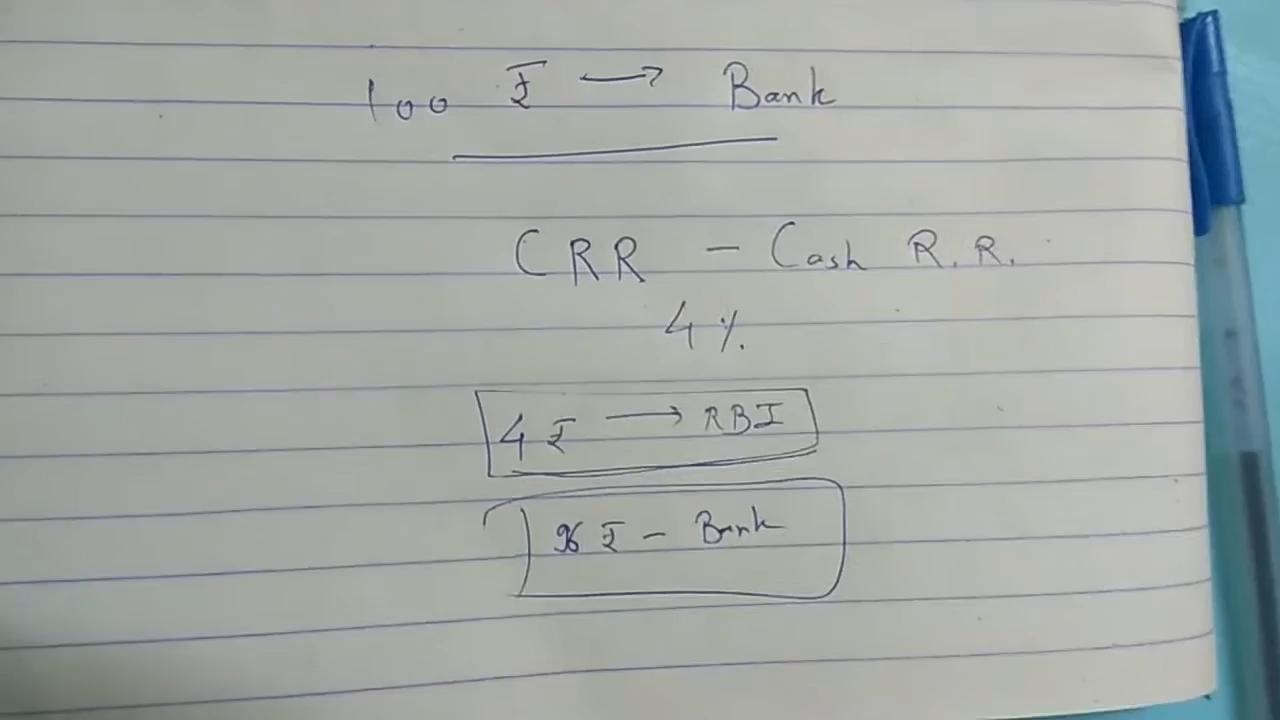 100 ₹ → Bank
CRR - Cash R.R.
4%
4 ₹ → RBI
96 ₹ - Bank